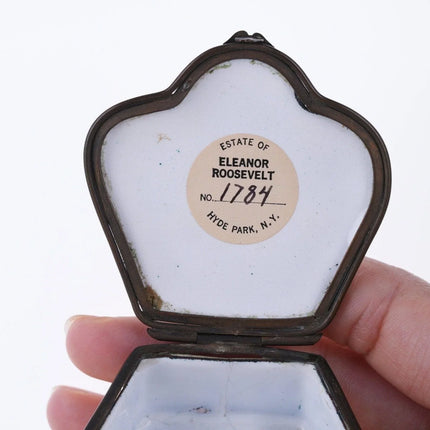 ESTATE OF
ELEANOR
ROOSEVELT
NO. 1784
HYDE PARK, N.Y.